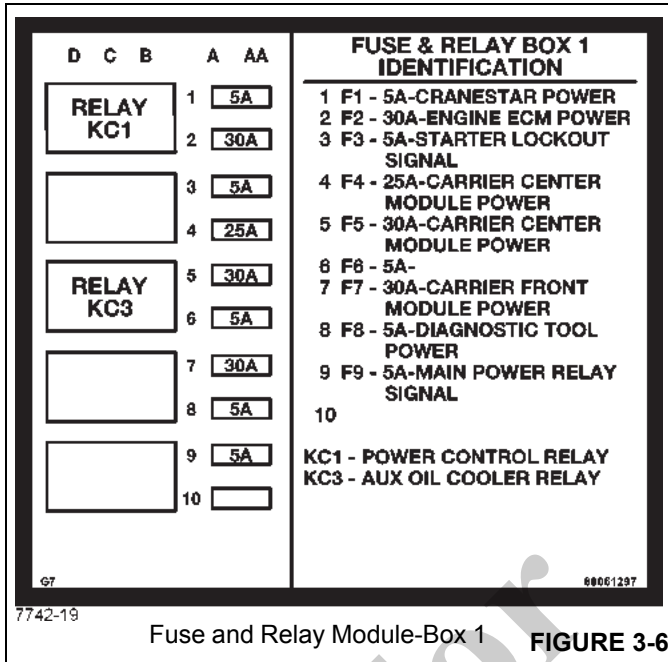 D C B A AA
RELAY
KC1
1 5A
2 30A
3 5A
4 25A
RELAY
KC3
5 30A
6 5A
7 30A
8 5A
9 5A
10
G7
FUSE & RELAY BOX 1
IDENTIFICATION
1 F1 - 5A-CRANESTAR POWER
2 F2 - 30A-ENGINE ECM POWER
3 F3 - 5A-STARTER LOCKOUT
SIGNAL
4 F4 - 25A-CARRIER CENTER
MODULE POWER
5 F5 - 30A-CARRIER CENTER
MODULE POWER
6 F6 - 5A-
7 F7 - 30A-CARRIER FRONT
MODULE POWER
8 F8 - 5A-DIAGNOSTIC TOOL
POWER
9 F9 - 5A-MAIN POWER RELAY
SIGNAL
10
KC1 - POWER CONTROL RELAY
KC3 - AUX OIL COOLER RELAY
80061297
7742-19
Fuse and Relay Module-Box 1
FIGURE 3-6